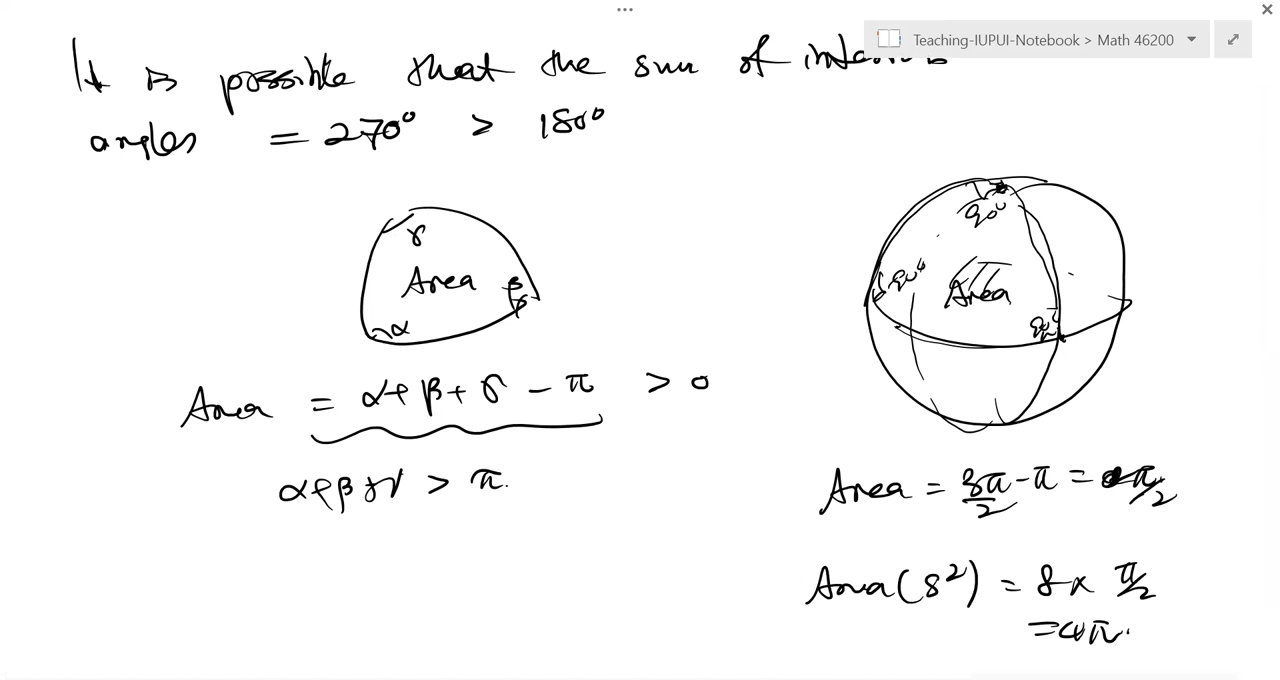 Teaching-IUPUI-Notebook > Math 46200
It is possible that the sum of interior
angles = 270° > 180°
γ
Area
α
β
90°
90°
Area
90°
Area = α + β + γ - π > 0
α + β + γ > π.
Area = 3π/2 - π = π/2
Area(S²) = 8 x π/2
= 4π.